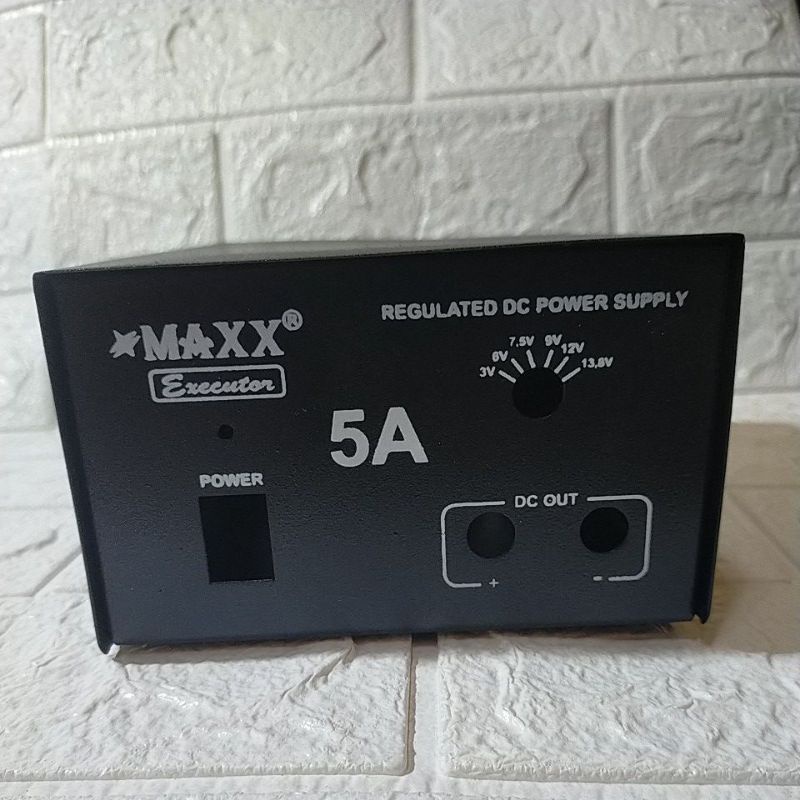 MAXX®
Executor
REGULATED DC POWER SUPPLY
3V 6V 7,5V 9V 12V 13,8V
5A
POWER
DC OUT
+ -